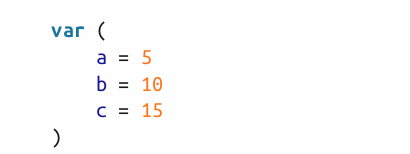 var (
    a = 5
    b = 10
    c = 15
)